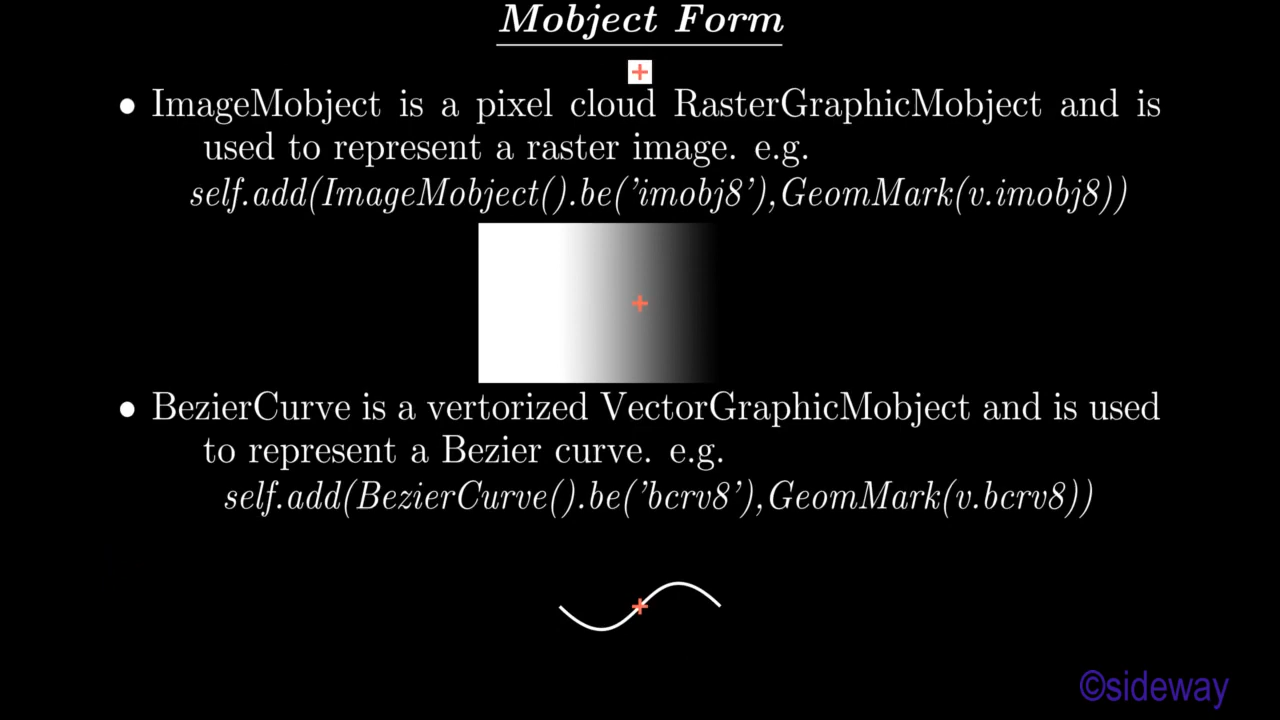 Mobject Form
• ImageMobject is a pixel cloud RasterGraphicMobject and is
used to represent a raster image. e.g.
self.add(ImageMobject().be('imobj8'),GeomMark(v.imobj8))
• BezierCurve is a vertorized VectorGraphicMobject and is used
to represent a Bezier curve. e.g.
self.add(BezierCurve().be('bcrv8'),GeomMark(v.bcrv8))
©sideway